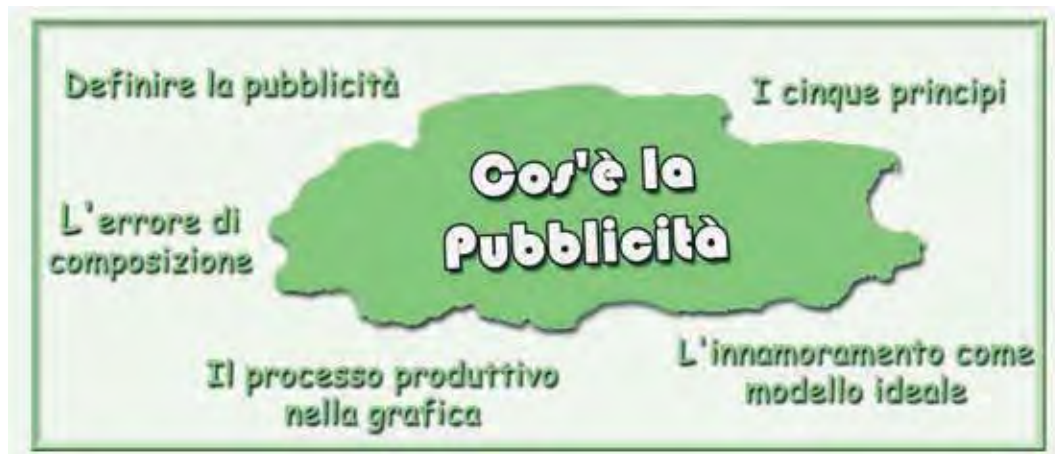 Definire la pubblicità
I cinque principi
Cos'è la
Pubblicità
L'errore di
composizione
Il processo produttivo
nella grafica
L'innamoramento come
modello ideale